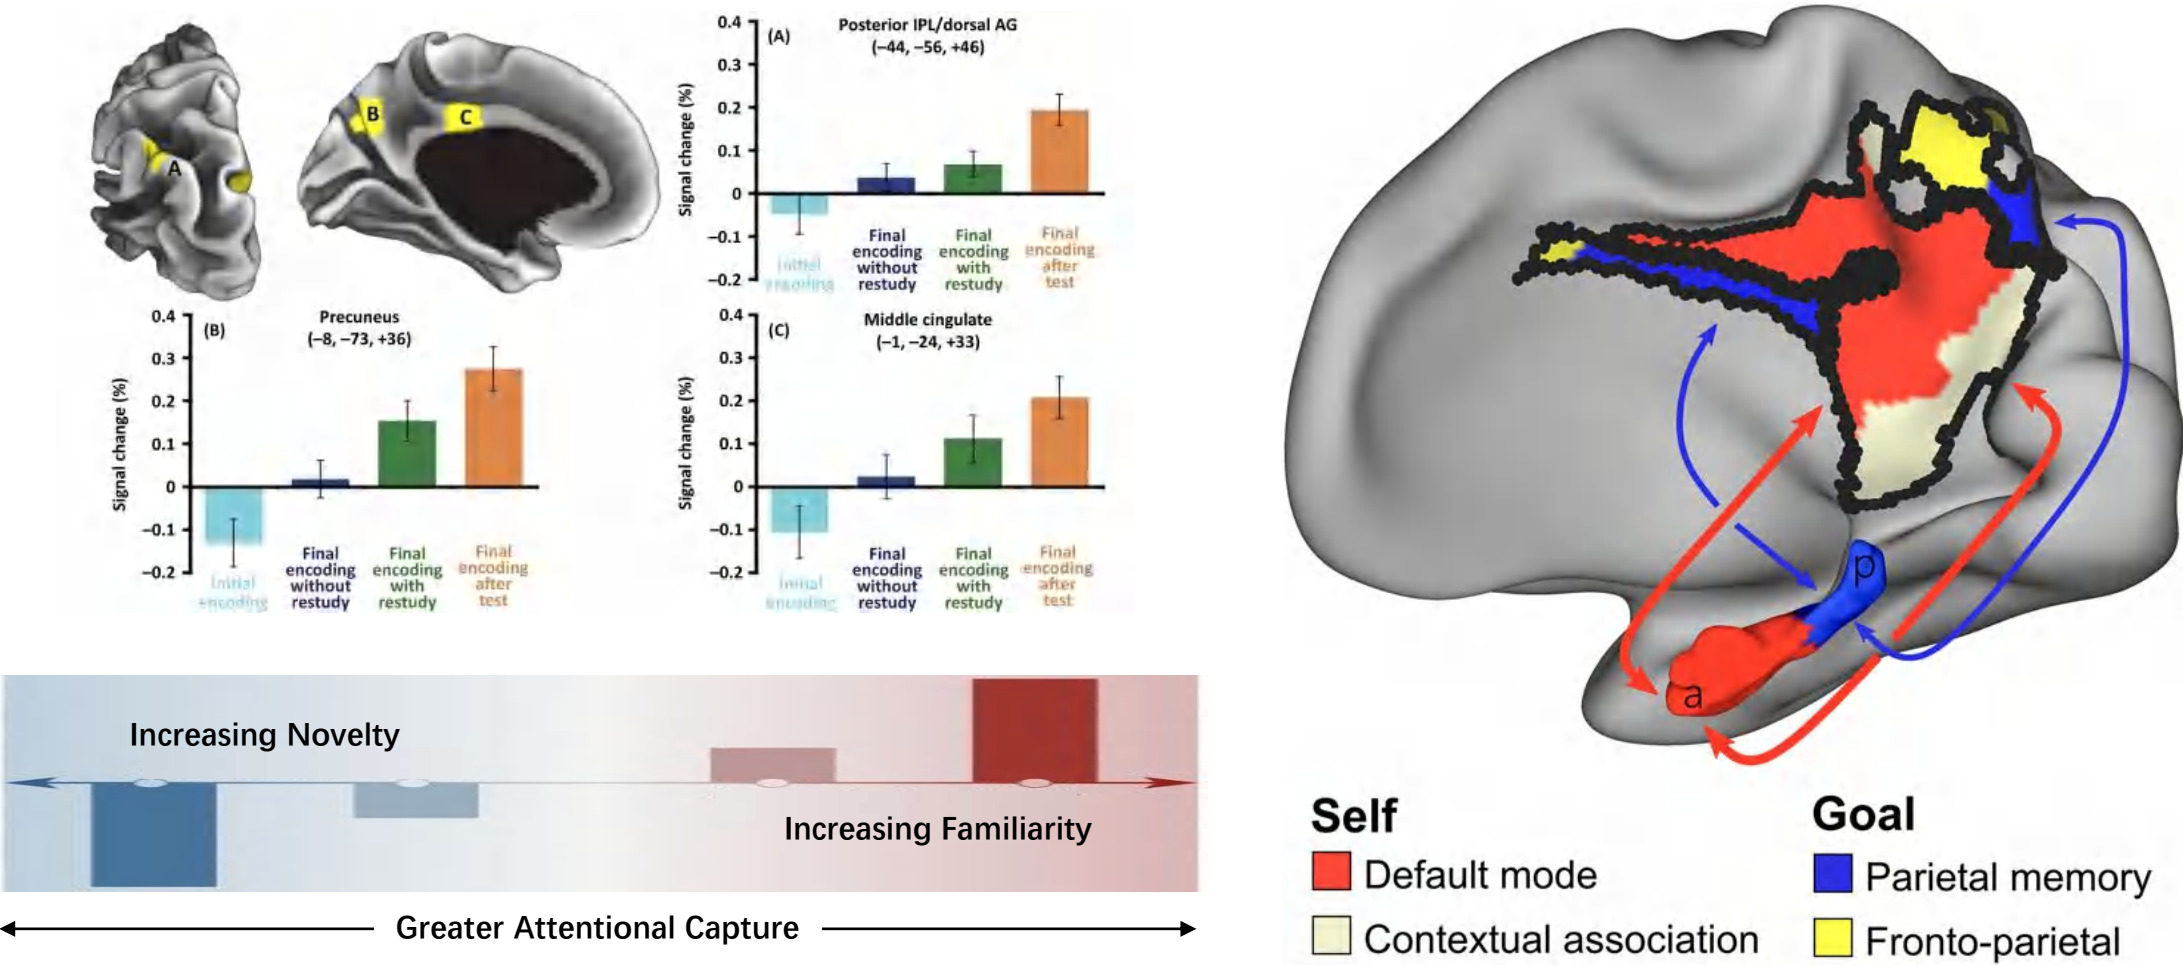 A
B
C
(A)
Posterior IPL/dorsal AG
(−44, −56, +46)
Signal change (%)
0.4
0.3
0.2
0.1
0
−0.1
−0.2
Initial
encoding
Final
encoding
without
restudy
Final
encoding
with
restudy
Final
encoding
after
test
(B)
Precuneus
(−8, −73, +36)
Signal change (%)
0.4
0.3
0.2
0.1
0
−0.1
−0.2
Initial
encoding
Final
encoding
without
restudy
Final
encoding
with
restudy
Final
encoding
after
test
(C)
Middle cingulate
(−1, −24, +33)
Signal change (%)
0.4
0.3
0.2
0.1
0
−0.1
−0.2
Initial
encoding
Final
encoding
without
restudy
Final
encoding
with
restudy
Final
encoding
after
test
Increasing Novelty
Increasing Familiarity
Greater Attentional Capture
p
a
Self
Default mode
Contextual association
Goal
Parietal memory
Fronto-parietal